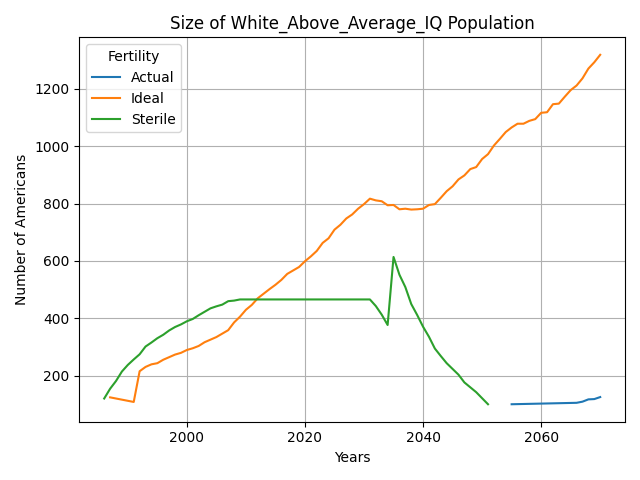 Size of White_Above_Average_IQ Population
Fertility
Actual
Ideal
Sterile
Number of Americans
1200
1000
800
600
400
200
2000
2020
2040
2060
Years